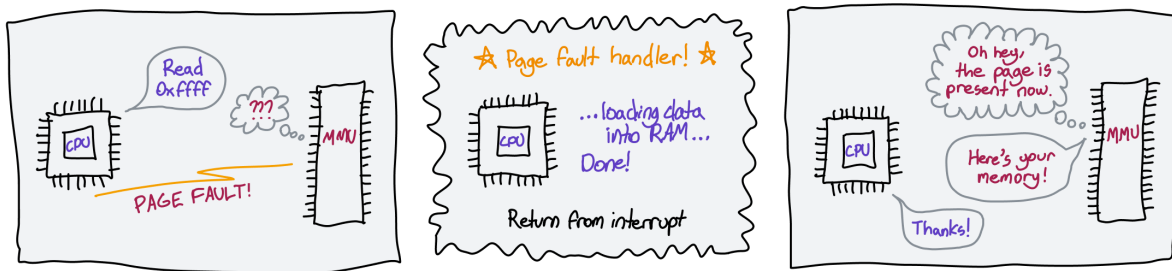 Read
0xffff
CPU
???
MMU
PAGE FAULT!
☆ Page fault handler! ☆
CPU
...loading data
into RAM...
Done!
Return from interrupt
Oh hey,
the page is
present now.
MMU
CPU
Here's your
memory!
Thanks!